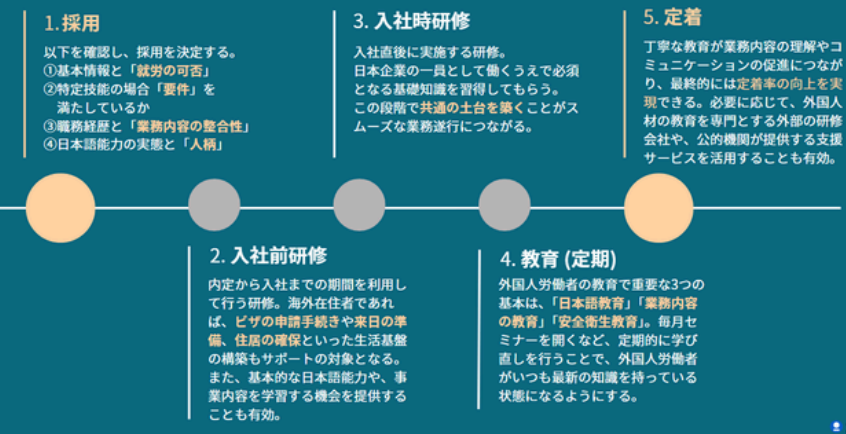 1.採用
以下を確認し、採用を決定する。
①基本情報と「就労の可否」
②特定技能の場合「要件」を
満たしているか
③職務経歴と「業務内容の整合性」
④日本語能力の実態と「人柄」
2. 入社前研修
内定から入社までの期間を利用し
て行う研修。海外在住者であれ
ば、ビザの申請手続きや来日の準
備、住居の確保といった生活基盤
の構築もサポートの対象となる。
また、基本的な日本語能力や、事
業内容を学習する機会を提供する
ことも有効。
3. 入社時研修
入社直後に実施する研修。
日本企業の一員として働くうえで必須
となる基礎知識を習得してもらう。
この段階で共通の土台を築くことがス
ムーズな業務遂行につながる。
4. 教育 (定期)
外国人労働者の教育で重要な3つの
基本は、「日本語教育」「業務内容
の教育」「安全衛生教育」。毎月セ
ミナーを開くなど、定期的に学び
直しを行うことで、外国人労働者
がいつも最新の知識を持っている
状態になるようにする。
5. 定着
丁寧な教育が業務内容の理解やコ
ミュニケーションの促進につなが
り、最終的には定着率の向上を実
現できる。必要に応じて、外国人
材の教育を専門とする外部の研修
会社や、公的機関が提供する支援
サービスを活用することも有効。